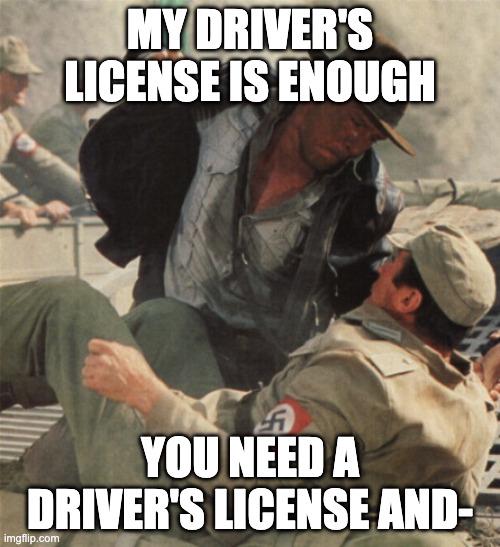 MY DRIVER'S
LICENSE IS ENOUGH
YOU NEED A
DRIVER'S LICENSE AND-
imgflip.com